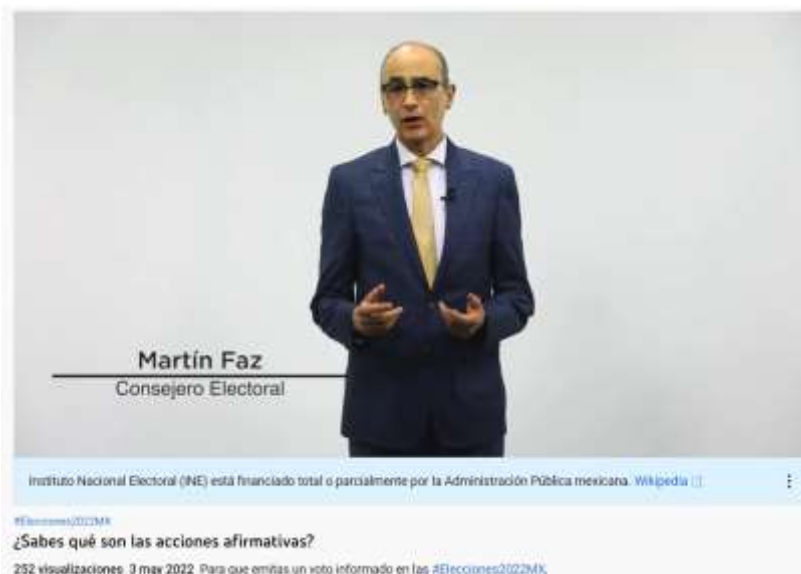 Martín Faz
Consejero Electoral
Instituto Nacional Electoral (INE) está financiado total o parcialmente por la Administración Pública mexicana. Wikipedia
#Elecciones2022MX
¿Sabes qué son las acciones afirmativas?
252 visualizaciones 3 may 2022 Para que emitas un voto informado en las #Elecciones2022MX.